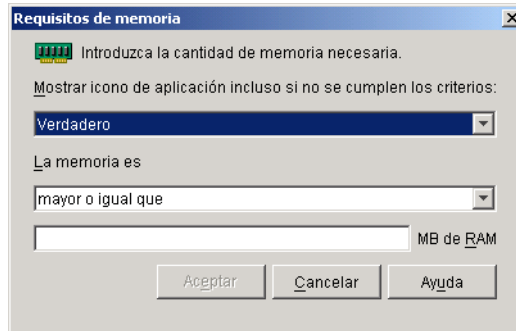 Requisitos de memoria
Introduzca la cantidad de memoria necesaria.
Mostrar icono de aplicación incluso si no se cumplen los criterios:
Verdadero
La memoria es
mayor o igual que
MB de RAM
Aceptar Cancelar Ayuda